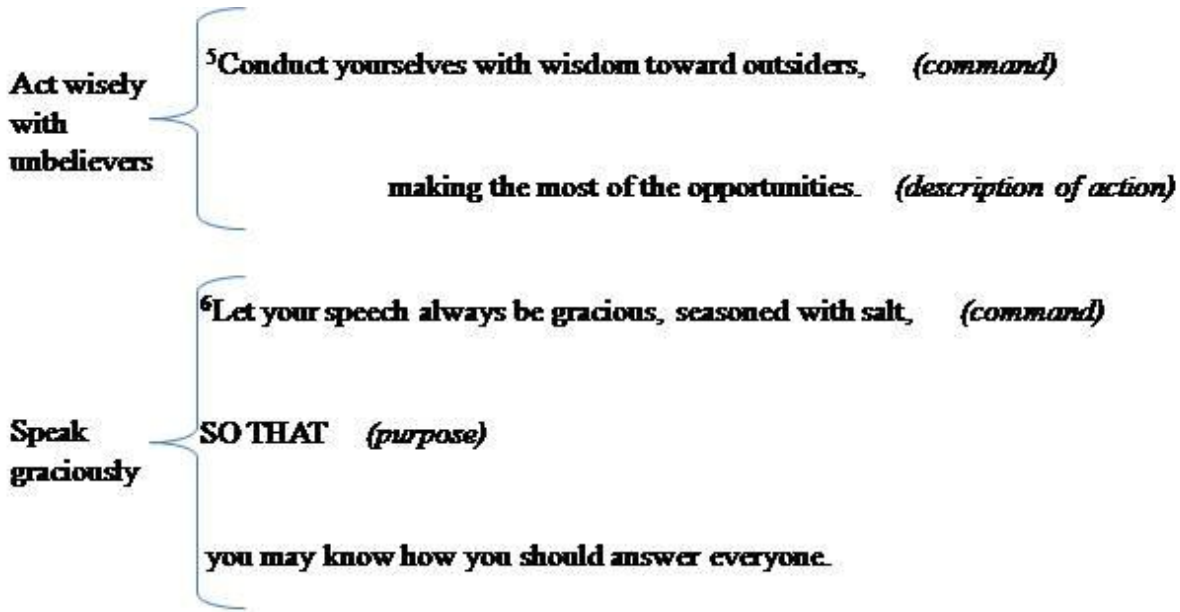 Act wisely
with
unbelievers
⁵Conduct yourselves with wisdom toward outsiders, (command)
making the most of the opportunities. (description of action)
Speak
graciously
⁶Let your speech always be gracious, seasoned with salt, (command)
SO THAT (purpose)
you may know how you should answer everyone.